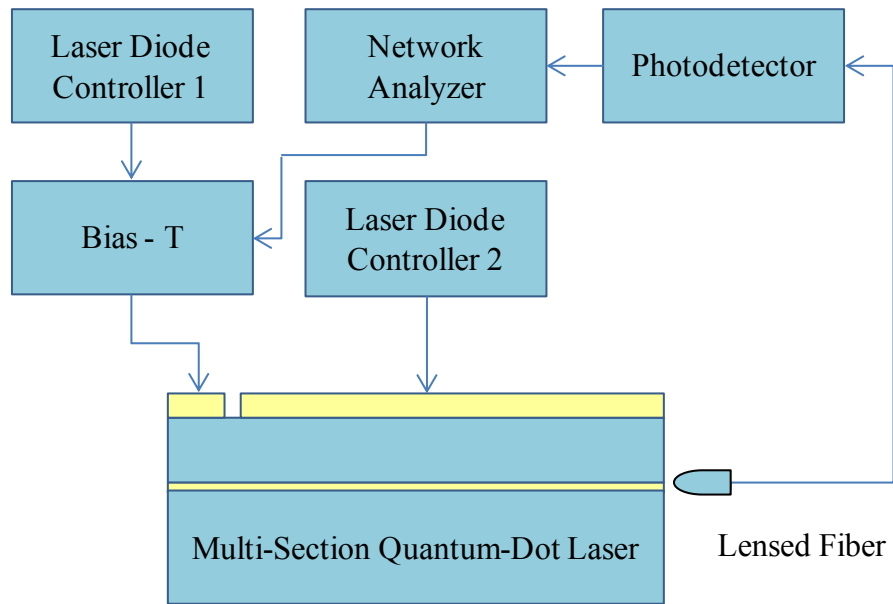 Laser Diode
Controller 1
Network
Analyzer
Photodetector
Bias - T
Laser Diode
Controller 2
Multi-Section Quantum-Dot Laser
Lensed Fiber